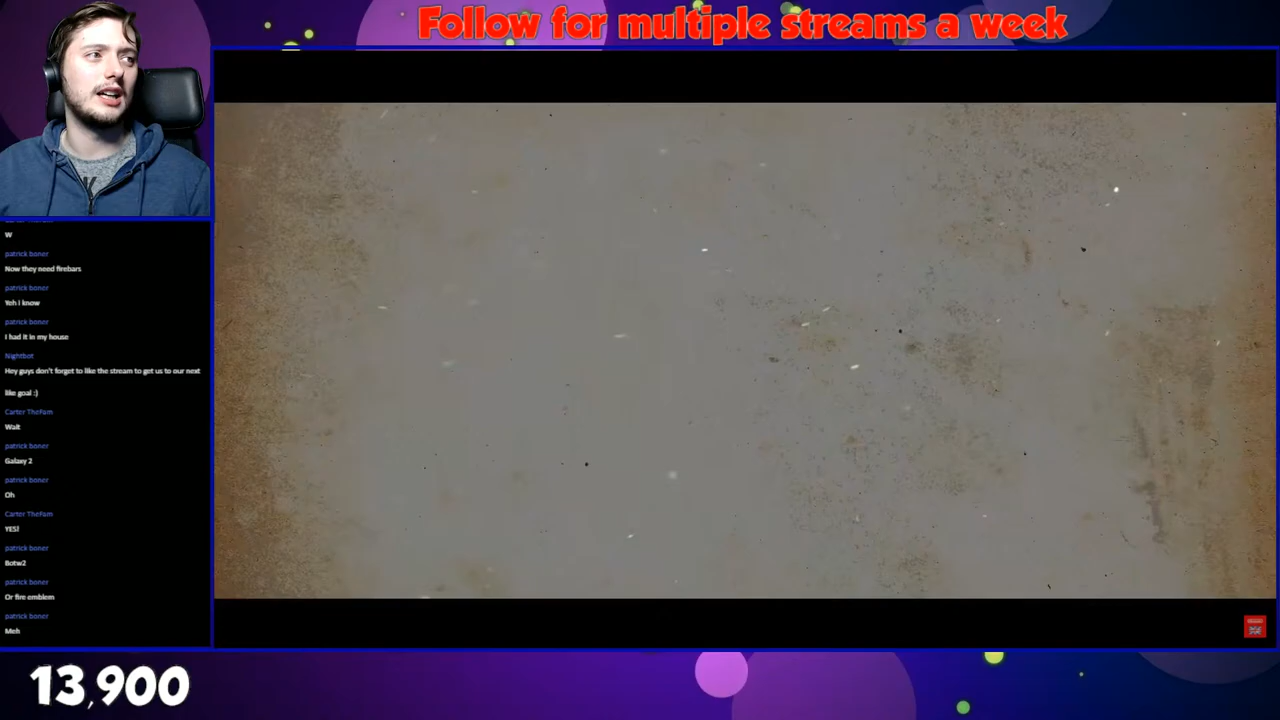 Follow for multiple streams a week
W
patrick boner
Now they need firebars
patrick boner
Yeh I know
patrick boner
I had it in my house
Nightbot
Hey guys don't forget to like the stream to get us to our next
like goal :)
Carter TheFam
Wait
patrick boner
Galaxy 2
patrick boner
Oh
Carter TheFam
YES!
patrick boner
Botw2
patrick boner
Or fire emblem
patrick boner
Meh
13,900